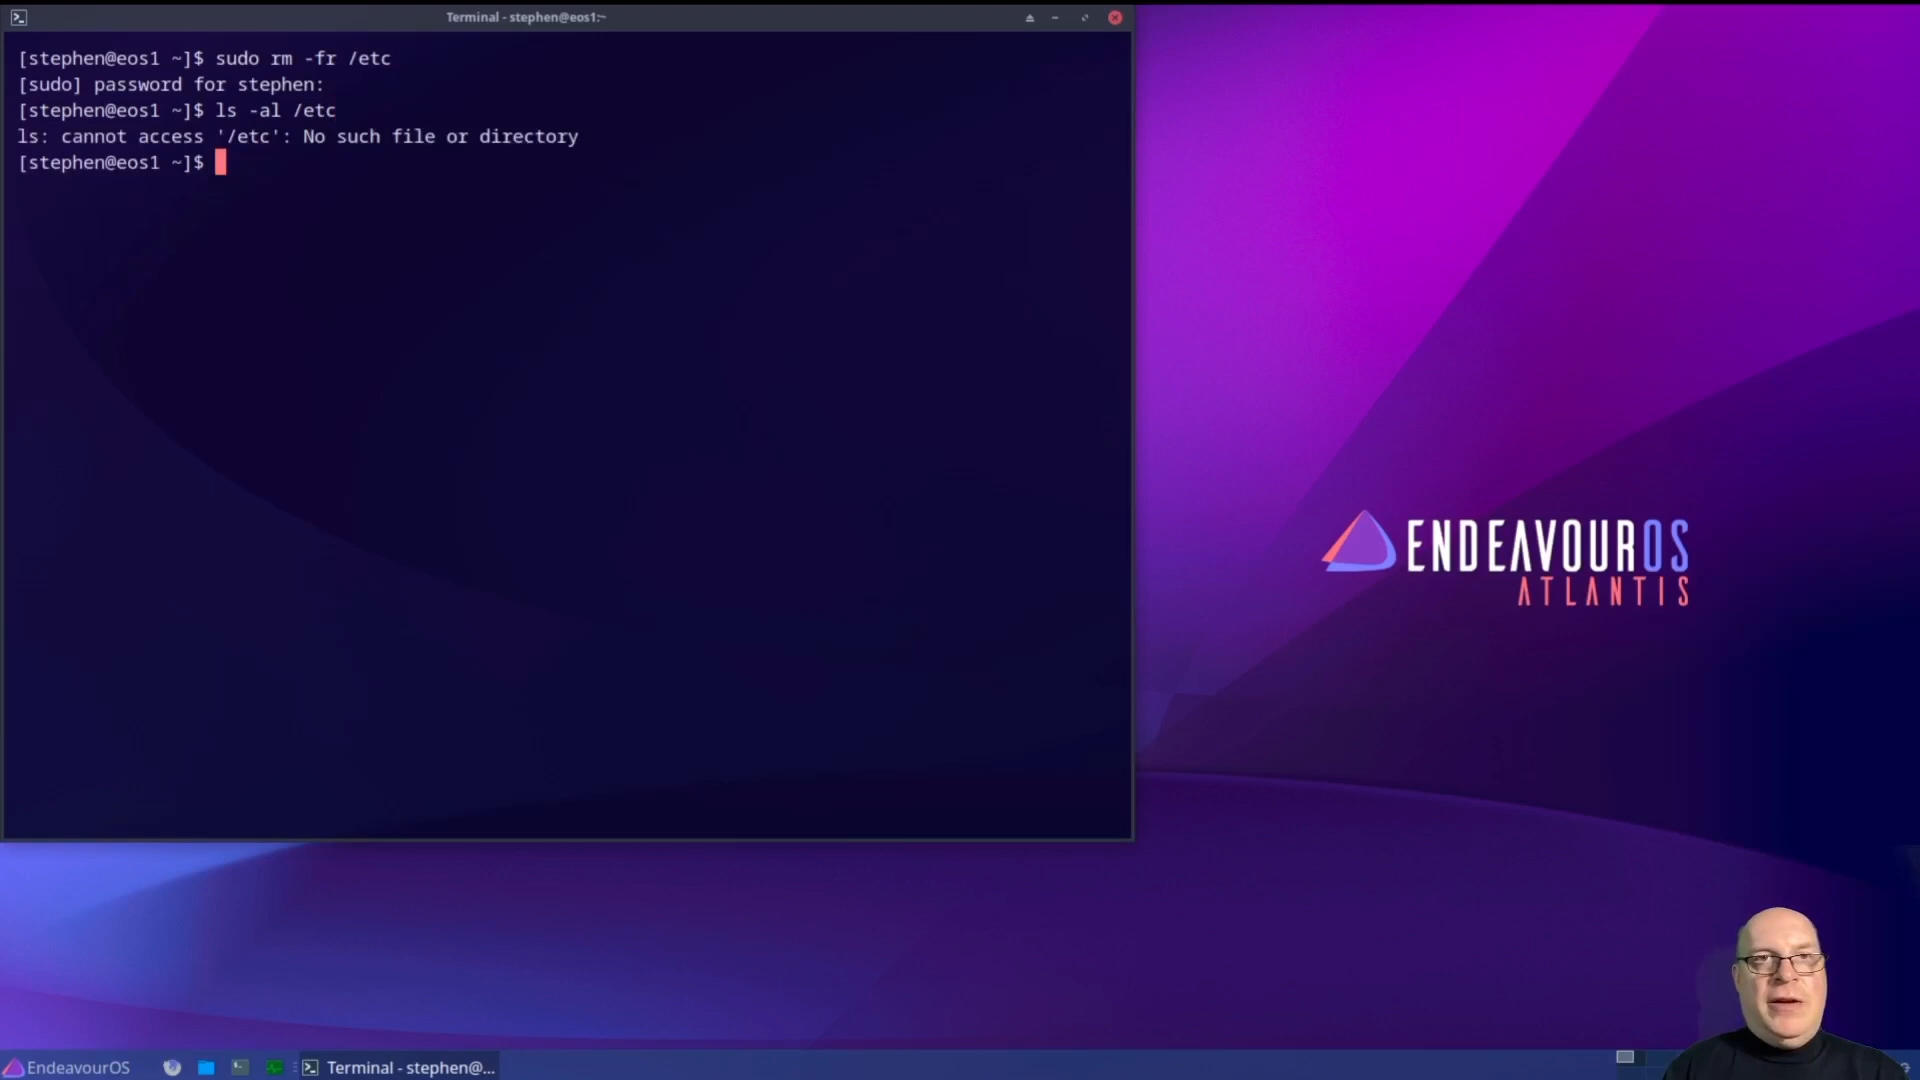 Terminal - stephen@eos1:~
[stephen@eos1 ~]$ sudo rm -fr /etc
[sudo] password for stephen:
[stephen@eos1 ~]$ ls -al /etc
ls: cannot access '/etc': No such file or directory
[stephen@eos1 ~]$
ENDEAVOUROS
ATLANTIS
EndeavourOS
Terminal - stephen@...